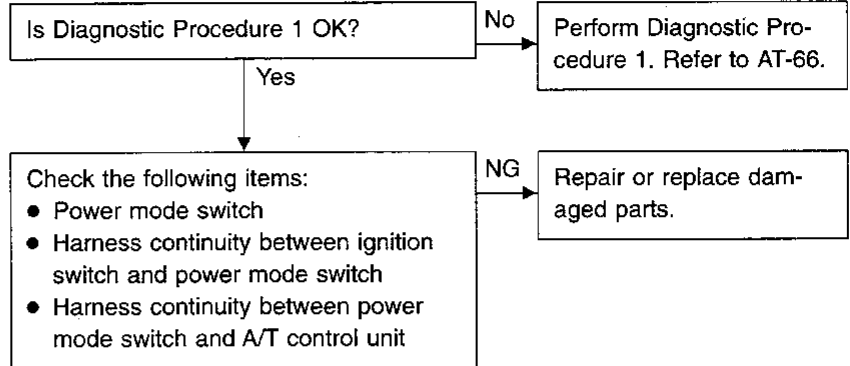 Is Diagnostic Procedure 1 OK?
No
Perform Diagnostic Pro-
cedure 1. Refer to AT-66.
Yes
Check the following items:
● Power mode switch
● Harness continuity between ignition
switch and power mode switch
● Harness continuity between power
mode switch and A/T control unit
NG
Repair or replace dam-
aged parts.